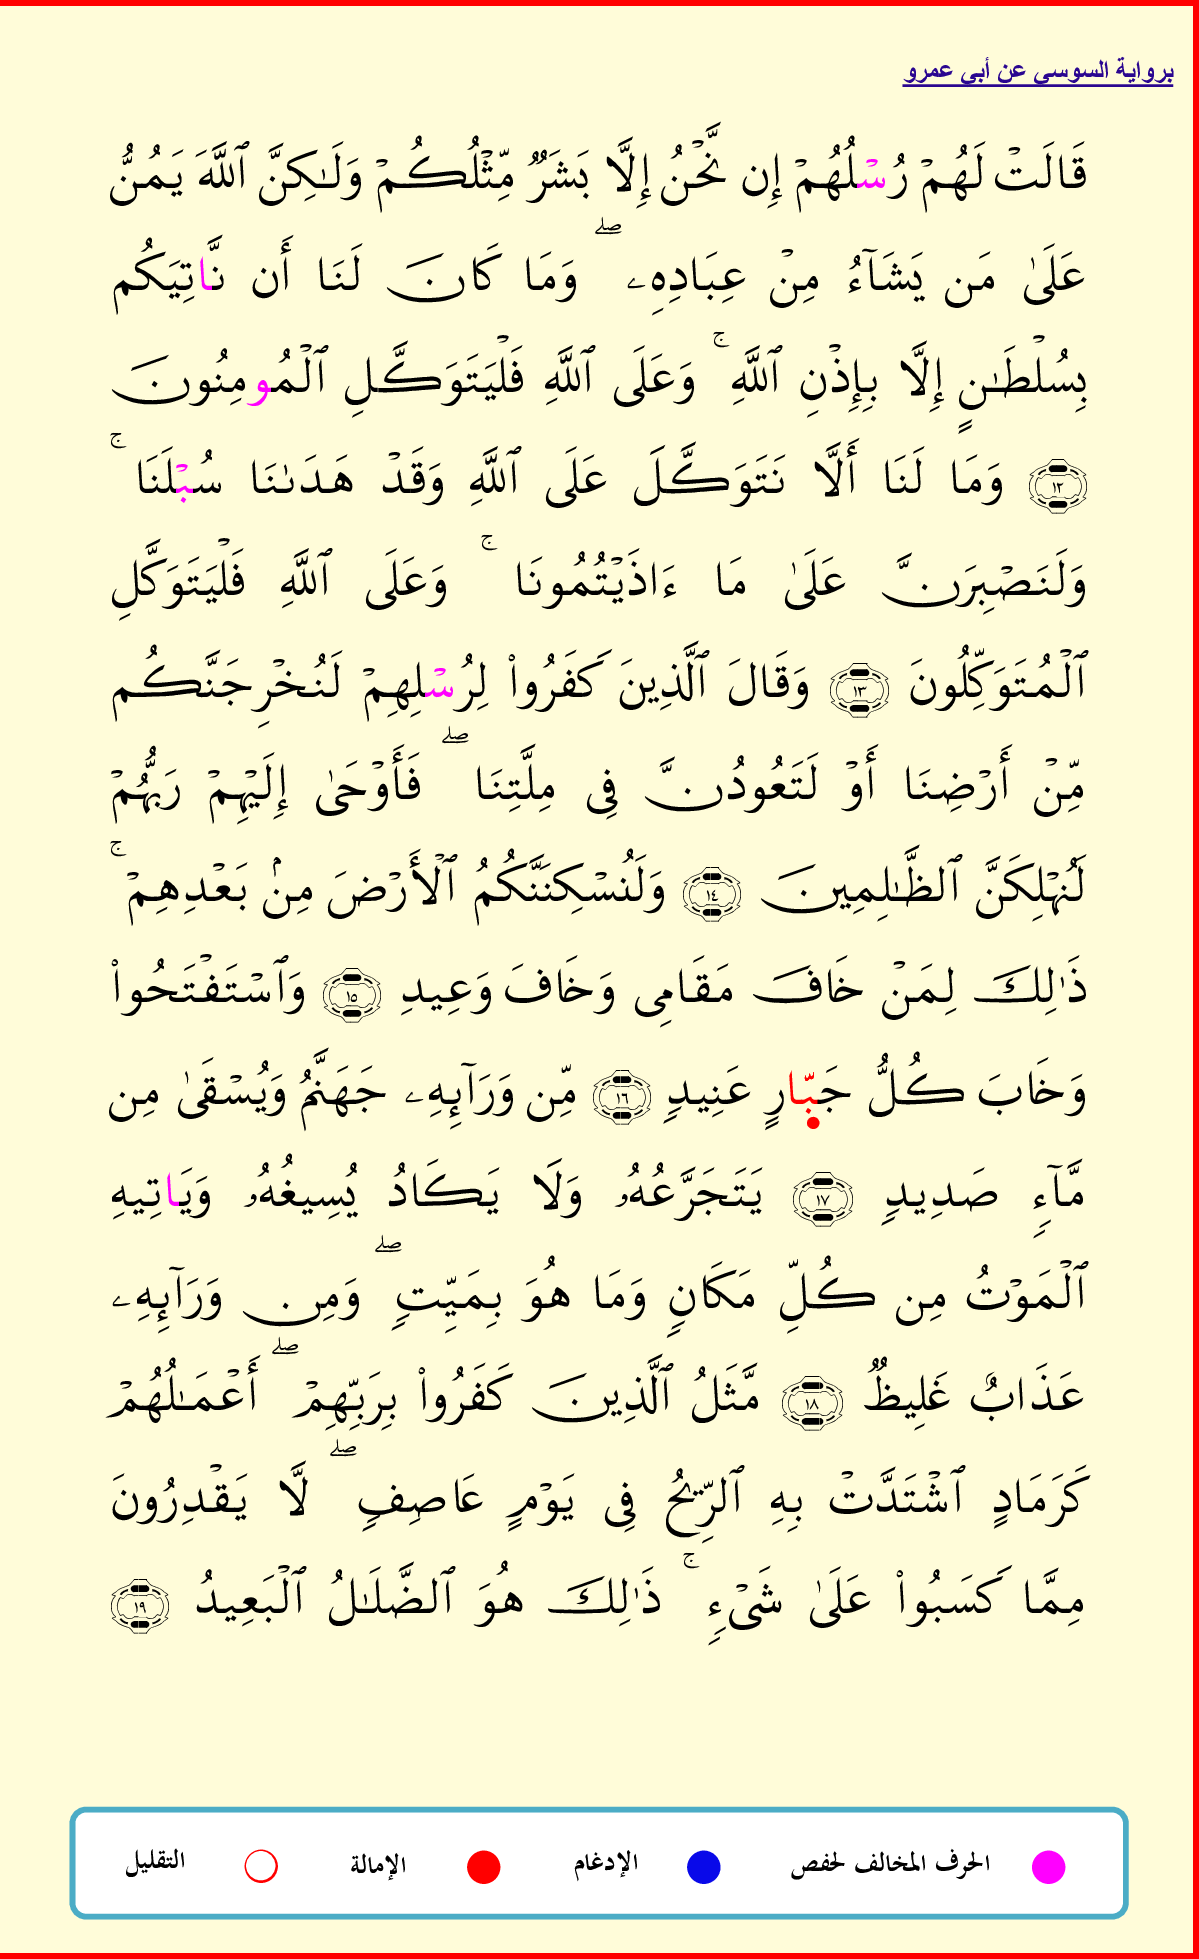 برواية السوسي عن أبي عمرو
قَالَتْ لَهُمْ رُسْلُهُمْ إِن نَّحْنُ إِلَّا بَشَرٌ مِّثْلُكُمْ وَلَٰكِنَّ ٱللَّهَ يَمُنُّ
عَلَىٰ مَن يَشَآءُ مِنْ عِبَادِهِۦ ۖ وَمَا كَانَ لَنَا أَن نَّاتِيَكُم
بِسُلْطَٰنٍ إِلَّا بِإِذْنِ ٱللَّهِ ۚ وَعَلَى ٱللَّهِ فَلْيَتَوَكَّلِ ٱلْمُومِنُونَ
١٢ وَمَا لَنَا أَلَّا نَتَوَكَّلَ عَلَى ٱللَّهِ وَقَدْ هَدَىٰنَا سُبْلَنَا ۚ
وَلَنَصْبِرَنَّ عَلَىٰ مَا ءَاذَيْتُمُونَا ۚ وَعَلَى ٱللَّهِ فَلْيَتَوَكَّلِ
ٱلْمُتَوَكِّلُونَ ١٣ وَقَالَ ٱلَّذِينَ كَفَرُوا۟ لِرُسْلِهِمْ لَنُخْرِجَنَّكُم
مِّنْ أَرْضِنَا أَوْ لَتَعُودُنَّ فِى مِلَّتِنَا ۖ فَأَوْحَىٰ إِلَيْهِمْ رَبُّهُمْ
لَنُهْلِكَنَّ ٱلظَّٰلِمِينَ ١٤ وَلَنُسْكِنَنَّكُمُ ٱلْأَرْضَ مِنۢ بَعْدِهِمْ ۚ
ذَٰلِكَ لِمَنْ خَافَ مَقَامِى وَخَافَ وَعِيدِ ١٥ وَٱسْتَفْتَحُوا۟
وَخَابَ كُلُّ جَبَّارٍ عَنِيدٍ ١٦ مِّن وَرَآئِهِۦ جَهَنَّمُ وَيُسْقَىٰ مِن
مَّآءٍ صَدِيدٍ ١٧ يَتَجَرَّعُهُۥ وَلَا يَكَادُ يُسِيغُهُۥ وَيَاتِيهِ
ٱلْمَوْتُ مِن كُلِّ مَكَانٍ وَمَا هُوَ بِمَيِّتٍ ۖ وَمِن وَرَآئِهِۦ
عَذَابٌ غَلِيظٌ ١٨ مَّثَلُ ٱلَّذِينَ كَفَرُوا۟ بِرَبِّهِمْ ۖ أَعْمَٰلُهُمْ
كَرَمَادٍ ٱشْتَدَّتْ بِهِ ٱلرِّيحُ فِى يَوْمٍ عَاصِفٍ ۖ لَّا يَقْدِرُونَ
مِمَّا كَسَبُوا۟ عَلَىٰ شَىْءٍ ۚ ذَٰلِكَ هُوَ ٱلضَّلَٰلُ ٱلْبَعِيدُ ١٩
الحرف المخالف لحفص الإدغام الإمالة التقليل